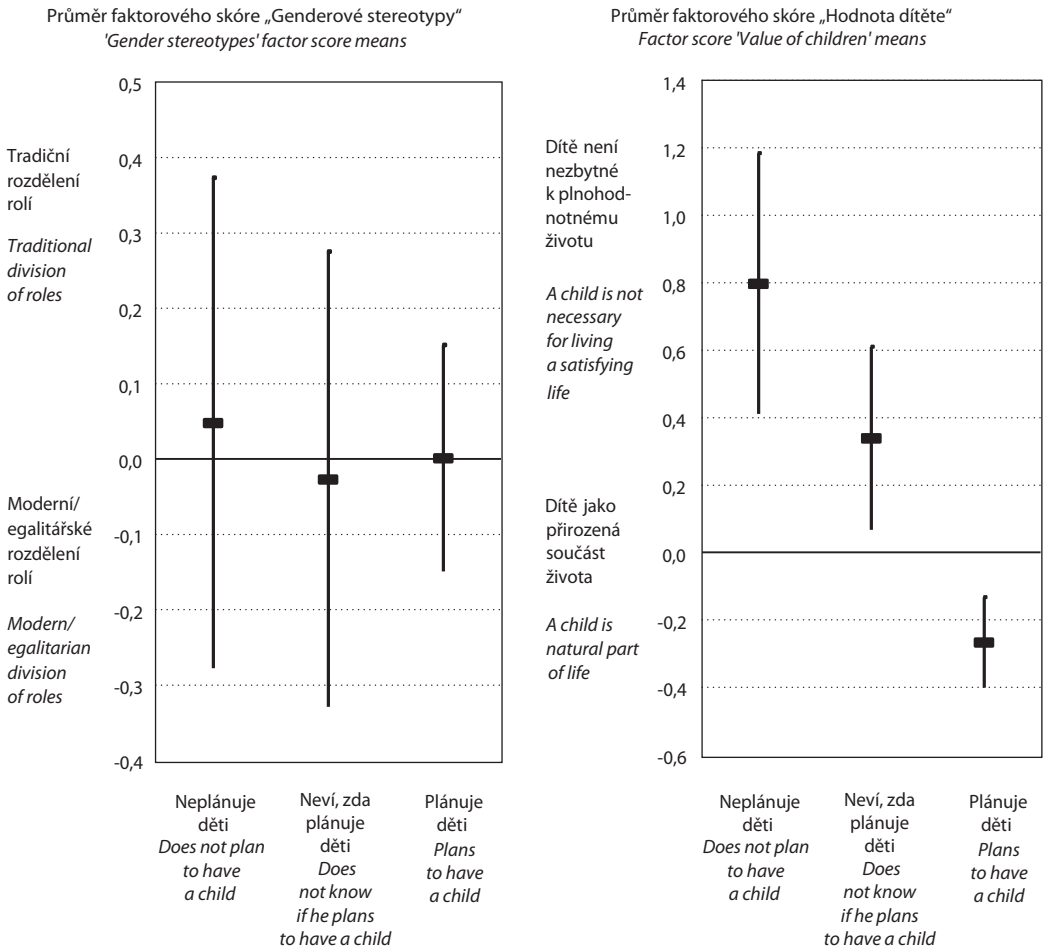 Průměr faktorového skóre „Genderové stereotypy“
'Gender stereotypes' factor score means
0,5
0,4
0,3
0,2
0,1
0,0
-0,1
-0,2
-0,3
-0,4
Tradiční
rozdělení
rolí
Traditional
division
of roles
Moderní/
egalitářské
rozdělení
rolí
Modern/
egalitarian
division
of roles
Neplánuje
děti
Does not plan
to have
a child
Neví, zda
plánuje
děti
Does
not know
if he plans
to have a child
Plánuje
děti
Plans
to have
a child
Průměr faktorového skóre „Hodnota dítěte“
Factor score 'Value of children' means
1,4
1,2
1,0
0,8
0,6
0,4
0,2
0,0
-0,2
-0,4
-0,6
Dítě není
nezbytné
k plnohod-
notnému
životu
A child is not
necessary
for living
a satisfying
life
Dítě jako
přirozená
součást
života
A child is
natural part
of life
Neplánuje
děti
Does not plan
to have
a child
Neví, zda
plánuje
děti
Does
not know
if he plans
to have a child
Plánuje
děti
Plans
to have
a child